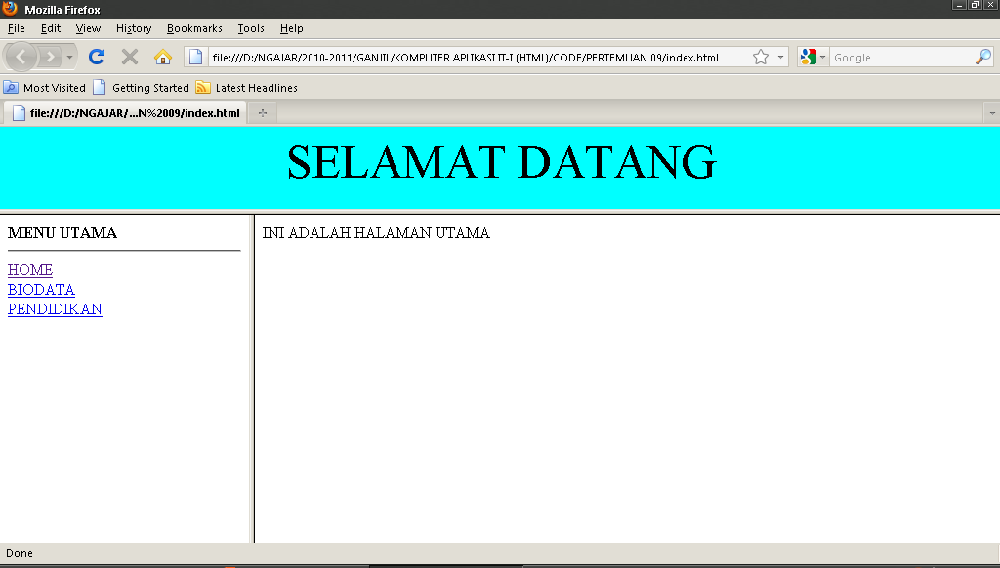 Mozilla Firefox
File Edit View History Bookmarks Tools Help
file:///D:/NGAJAR/2010-2011/GANJIL/KOMPUTER APLIKASI IT-I (HTML)/CODE/PERTEMUAN 09/index.html Google
Most Visited Getting Started Latest Headlines
file:///D:/NGAJAR/...N%2009/index.html
SELAMAT DATANG
MENU UTAMA
HOME
BIODATA
PENDIDIKAN
INI ADALAH HALAMAN UTAMA
Done